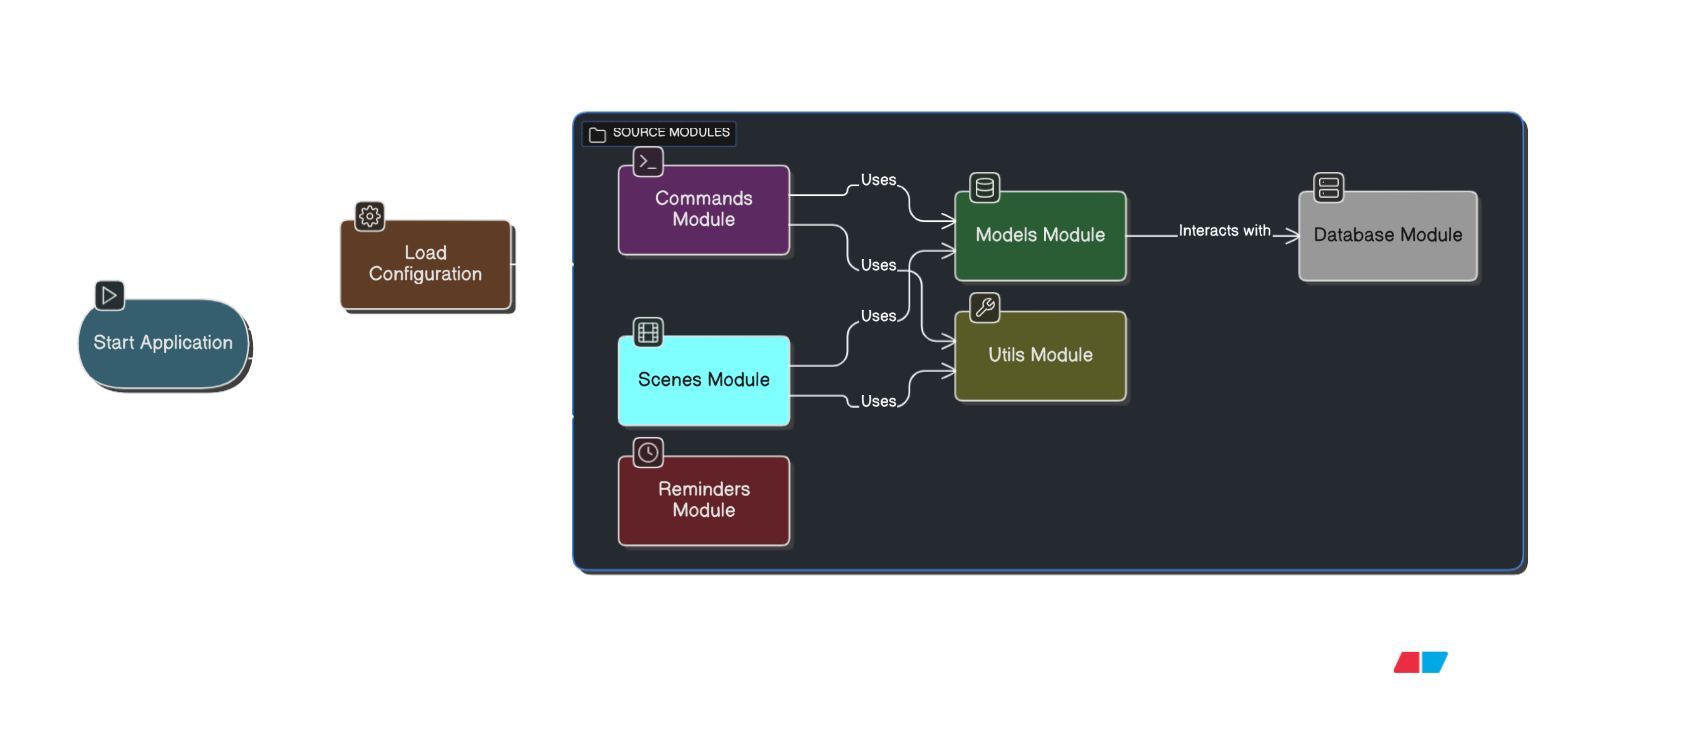 SOURCE MODULES
Commands
Module
Uses
Uses
Models Module
Interacts with
Database Module
Load
Configuration
Start Application
Uses
Scenes Module
Uses
Utils Module
Reminders
Module